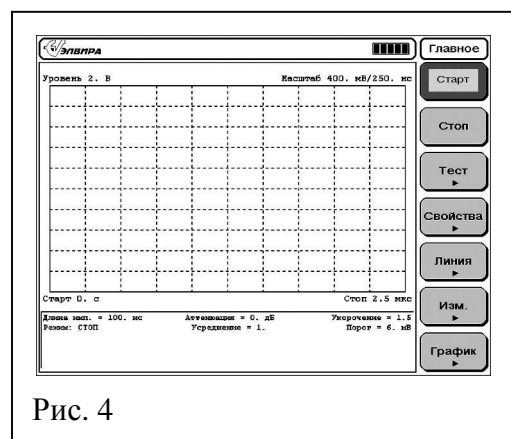 ЭЛВИРА
Главное
Уровень 2. В Масштаб 400. мВ/250. нс
Старт
Стоп
Тест
Свойства
Линия
Изм.
График
Старт 0. с Стоп 2.5 мкс
Длина имп. = 100. нс Аттенюация = 0. дБ Укорочение = 1.5
Режим: СТОП Усреднение = 1. Порог = 6. мВ
Рис. 4